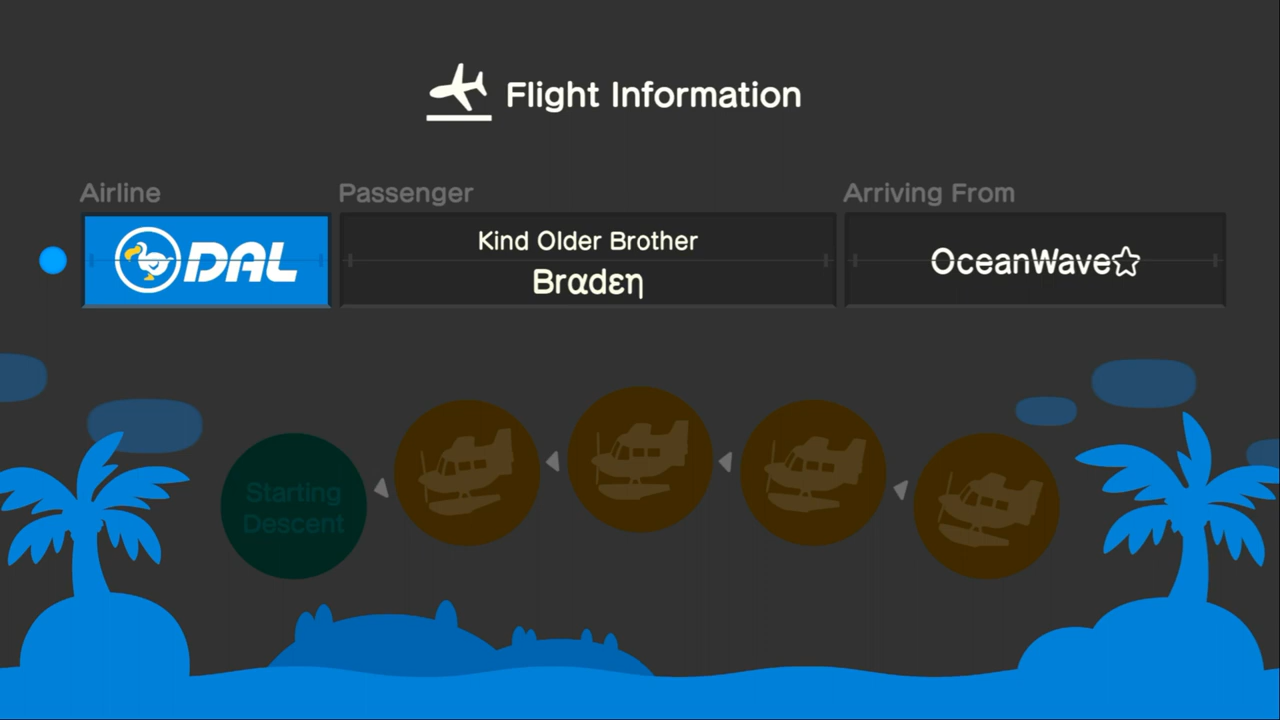 Flight Information
Airline
Passenger
Arriving From
DAL
Kind Older Brother
Brαdεη
OceanWave☆
Starting
Descent